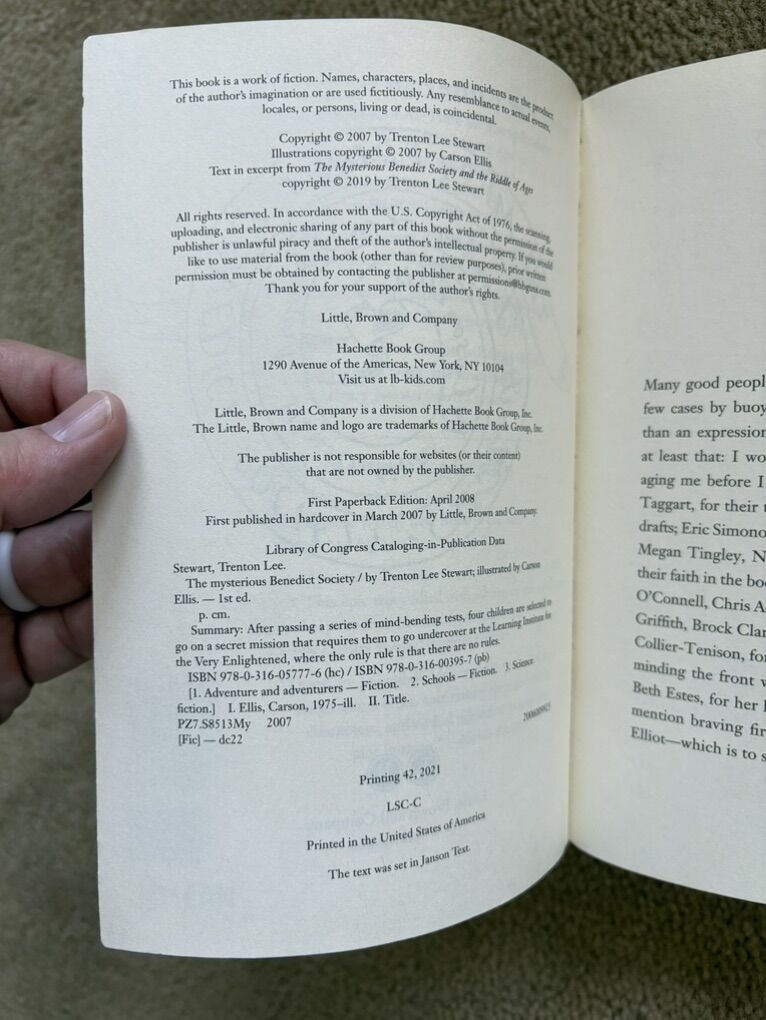 This book is a work of fiction. Names, characters, places, and incidents are the product
of the author's imagination or are used fictitiously. Any resemblance to actual events,
locales, or persons, living or dead, is coincidental.
Copyright © 2007 by Trenton Lee Stewart
Illustrations copyright © 2007 by Carson Ellis
Text in excerpt from The Mysterious Benedict Society and the Riddle of Ages
copyright © 2019 by Trenton Lee Stewart
All rights reserved. In accordance with the U.S. Copyright Act of 1976, the scanning,
uploading, and electronic sharing of any part of this book without the permission of the
publisher is unlawful piracy and theft of the author's intellectual property. If you would
like to use material from the book (other than for review purposes), prior written
permission must be obtained by contacting the publisher at permissions@hbgusa.com.
Thank you for your support of the author's rights.
Little, Brown and Company
Hachette Book Group
1290 Avenue of the Americas, New York, NY 10104
Visit us at lb-kids.com
Little, Brown and Company is a division of Hachette Book Group, Inc.
The Little, Brown name and logo are trademarks of Hachette Book Group, Inc.
The publisher is not responsible for websites (or their content)
that are not owned by the publisher.
First Paperback Edition: April 2008
First published in hardcover in March 2007 by Little, Brown and Company
Library of Congress Cataloging-in-Publication Data
Stewart, Trenton Lee.
The mysterious Benedict Society / by Trenton Lee Stewart; illustrated by Carson
Ellis. — 1st ed.
p. cm.
Summary: After passing a series of mind-bending tests, four children are selected to
go on a secret mission that requires them to go undercover at the Learning Institute for
the Very Enlightened, where the only rule is that there are no rules.
ISBN 978-0-316-05777-6 (hc) / ISBN 978-0-316-00395-7 (pb)
[1. Adventure and adventurers — Fiction. 2. Schools — Fiction. 3. Science
fiction.] I. Ellis, Carson, 1975–ill. II. Title.
PZ7.S8513My 2007
2006009925
[Fic] — dc22
Printing 42, 2021
LSC-C
Printed in the United States of America
The text was set in Janson Text.
Many good peopl
few cases by buoy
than an expression
at least that: I wo
aging me before I
Taggart, for their
drafts; Eric Simono
Megan Tingley, N
their faith in the boo
O'Connell, Chris A
Griffith, Brock Clar
Collier-Tenison, fo
minding the front
Beth Estes, for her
mention braving fir
Elliot—which is to s